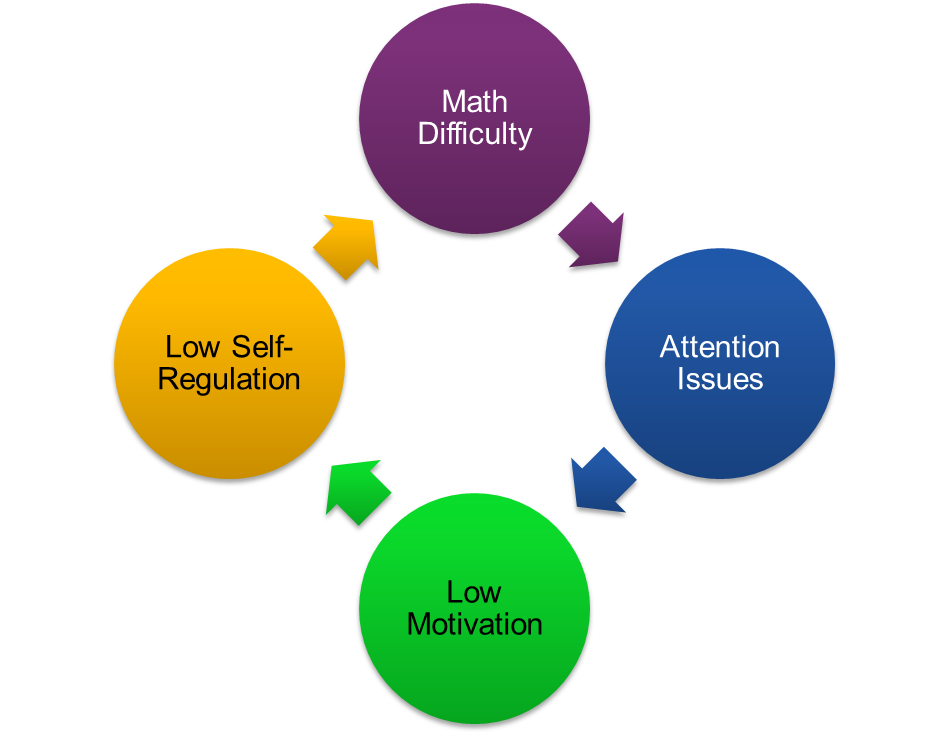 Math
Difficulty
Attention
Issues
Low
Motivation
Low Self-
Regulation